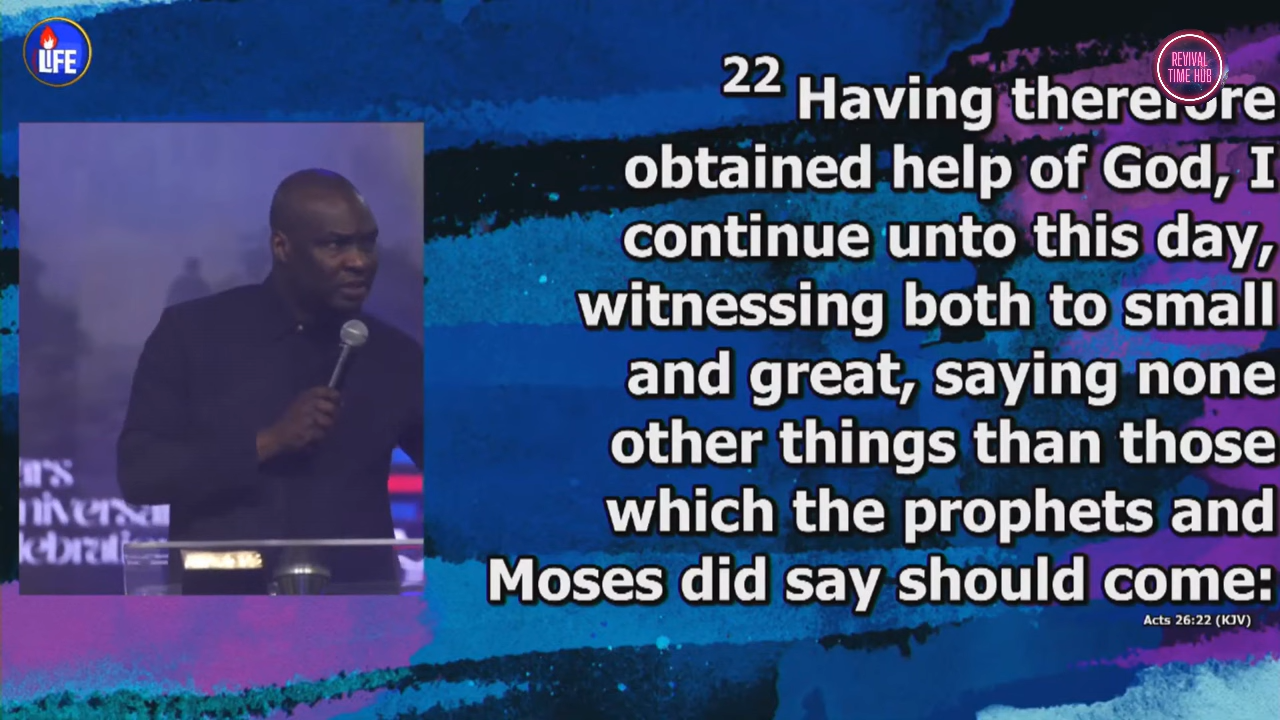 LIFE
REVIVAL
TIME HUB
22 Having therefore
obtained help of God, I
continue unto this day,
witnessing both to small
and great, saying none
other things than those
which the prophets and
Moses did say should come:
Acts 26:22 (KJV)